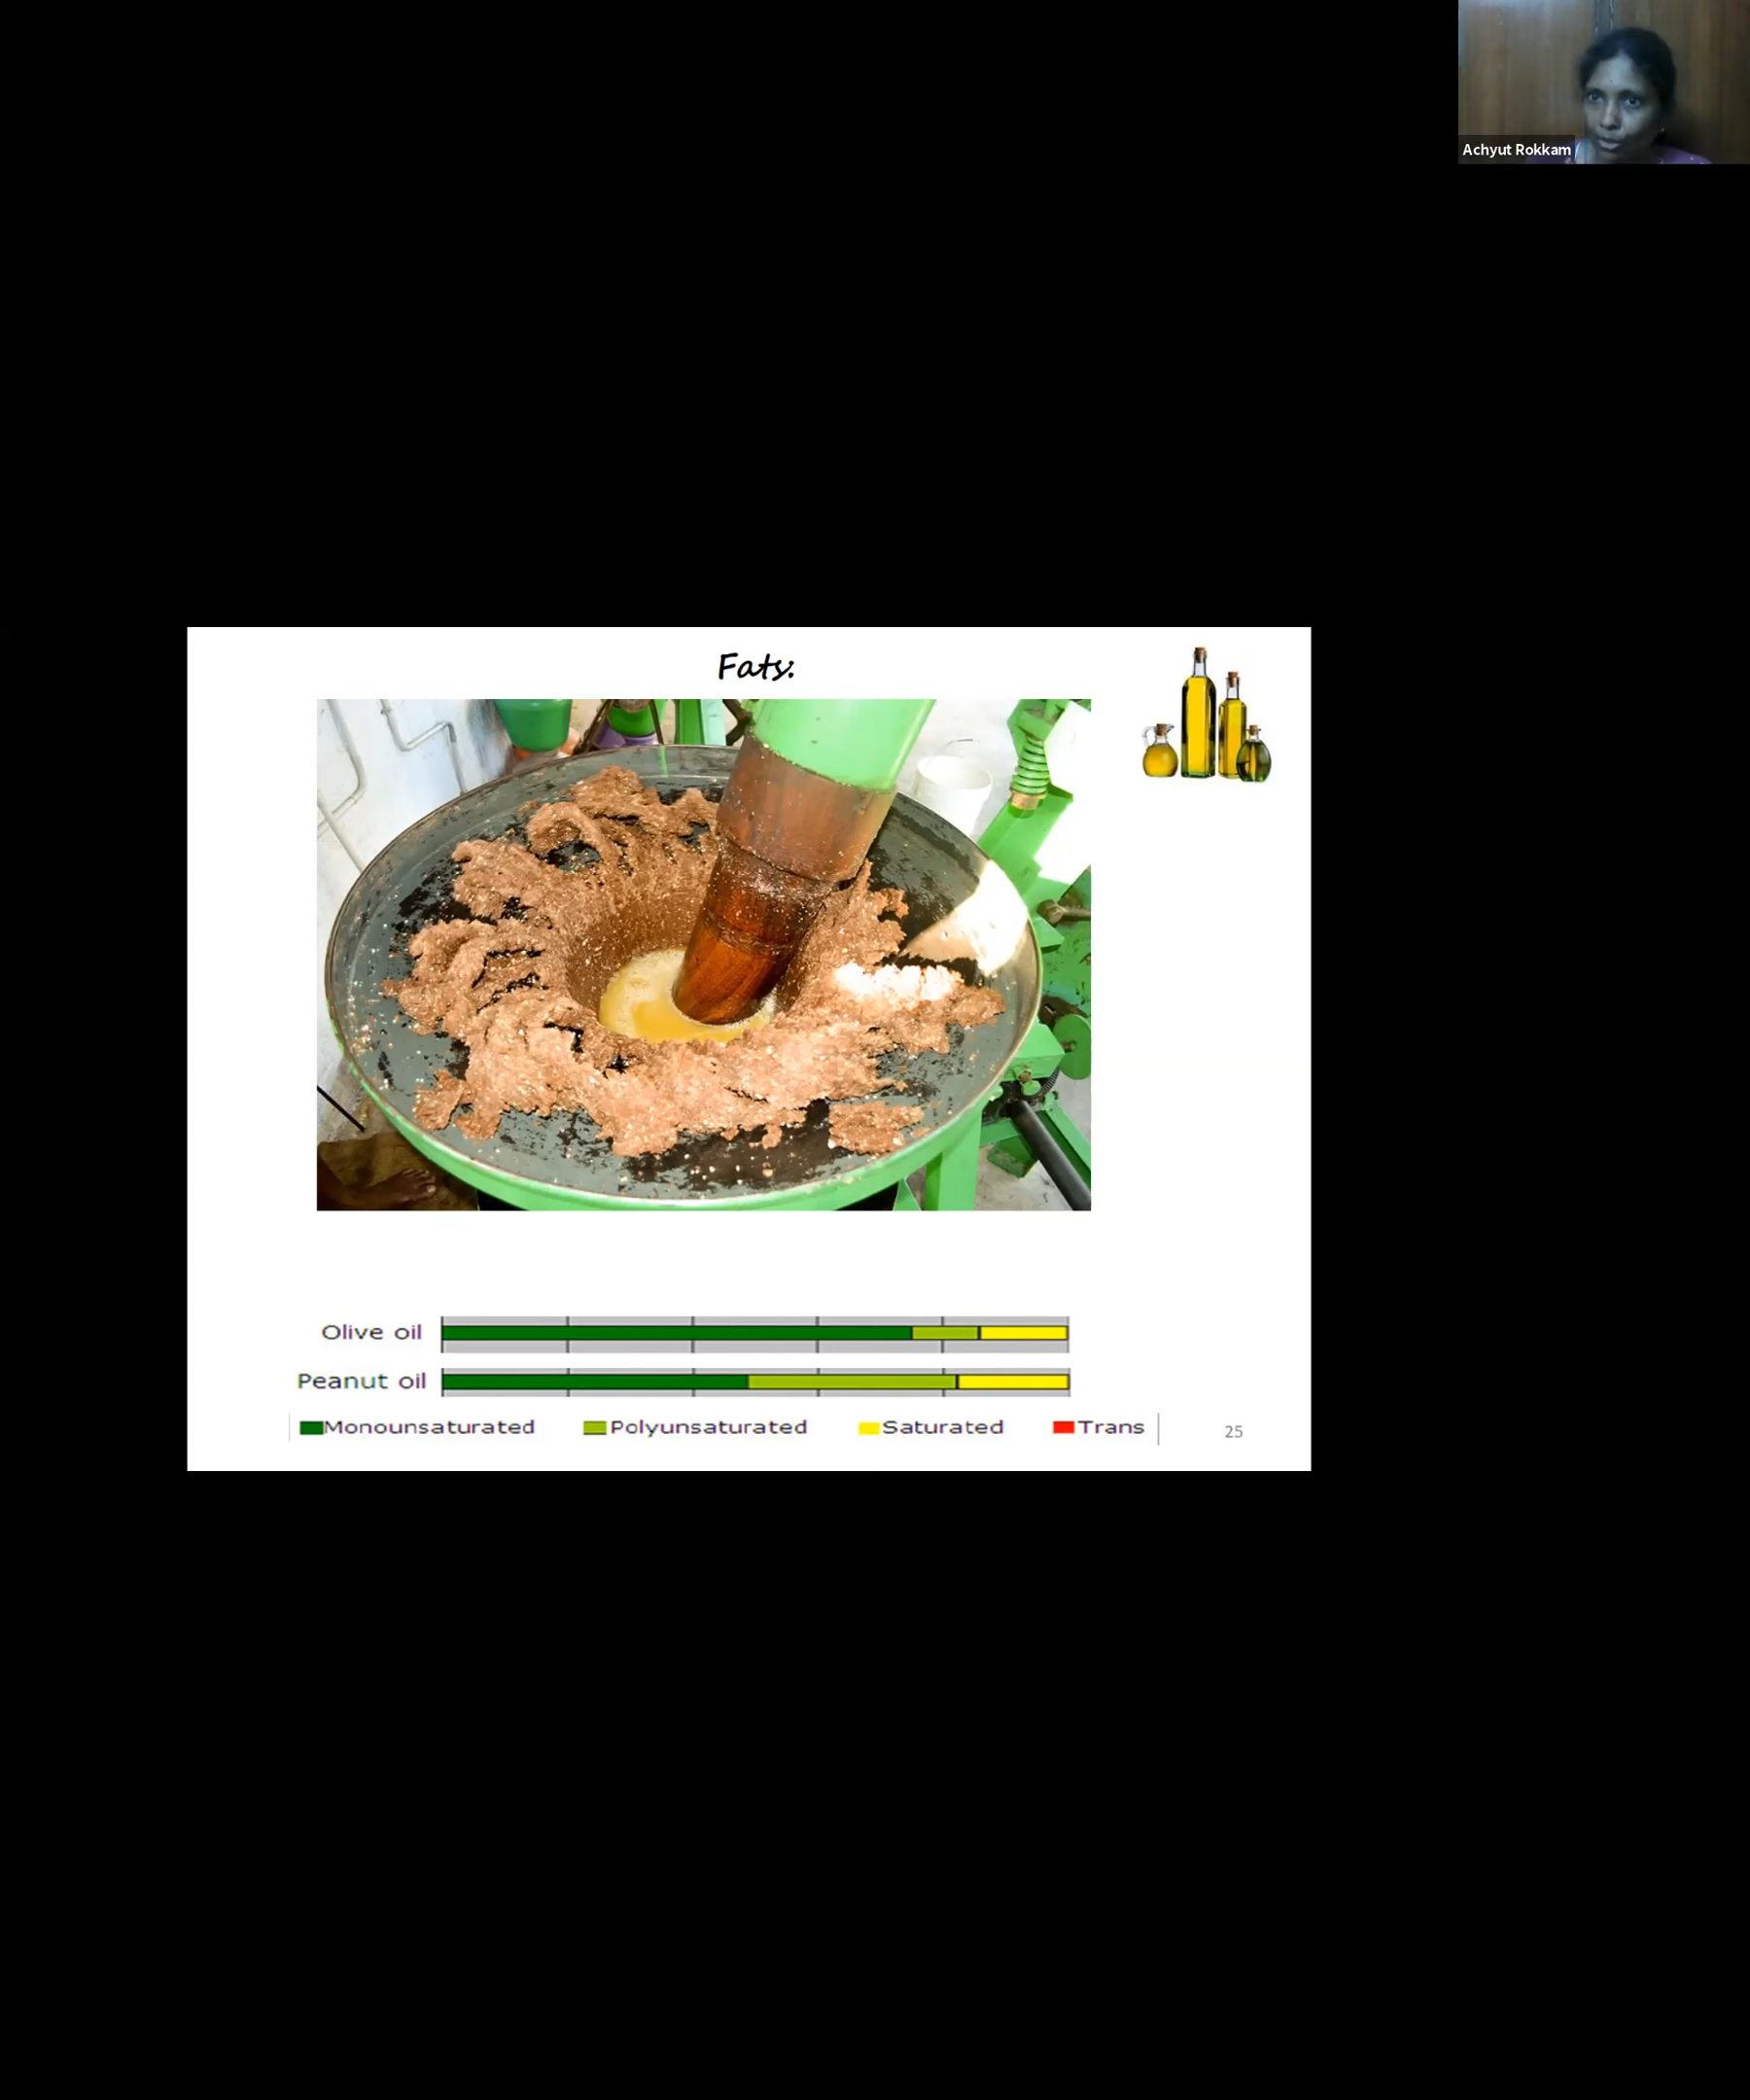 Achyut Rokkam
Fats:
Olive oil
Peanut oil
Monounsaturated Polyunsaturated Saturated Trans
25